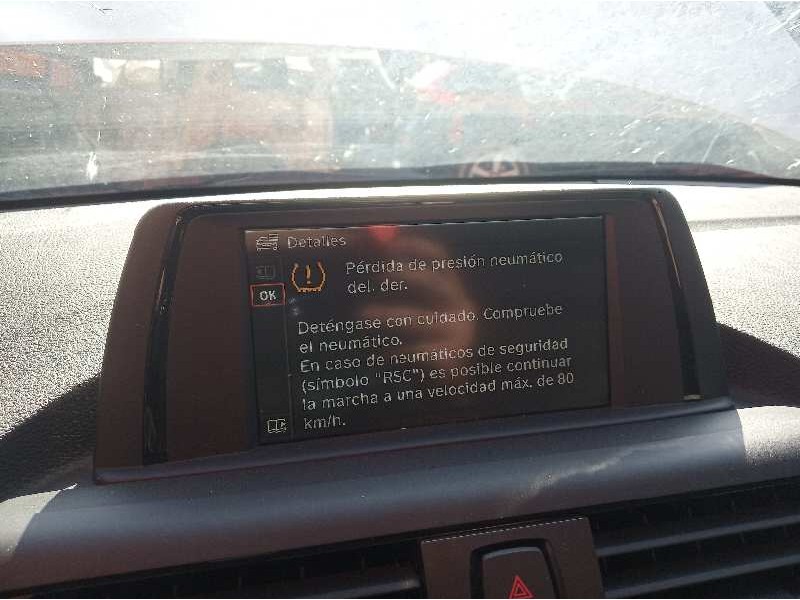 Detalles
Pérdida de presión neumático
del. der.
OK
Deténgase con cuidado. Compruebe
el neumático.
En caso de neumáticos de seguridad
(símbolo "RSC") es posible continuar
la marcha a una velocidad máx. de 80
km/h.